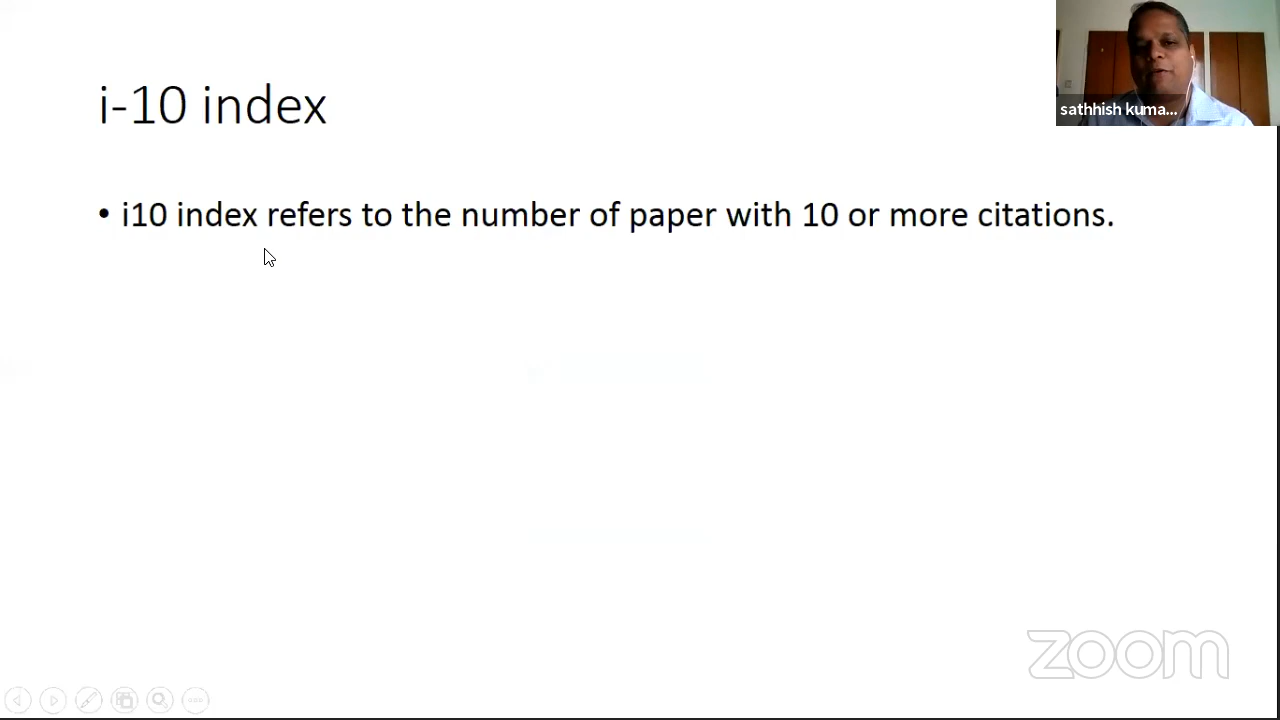 i-10 index
sathhish kuma...
• i10 index refers to the number of paper with 10 or more citations.
zoom